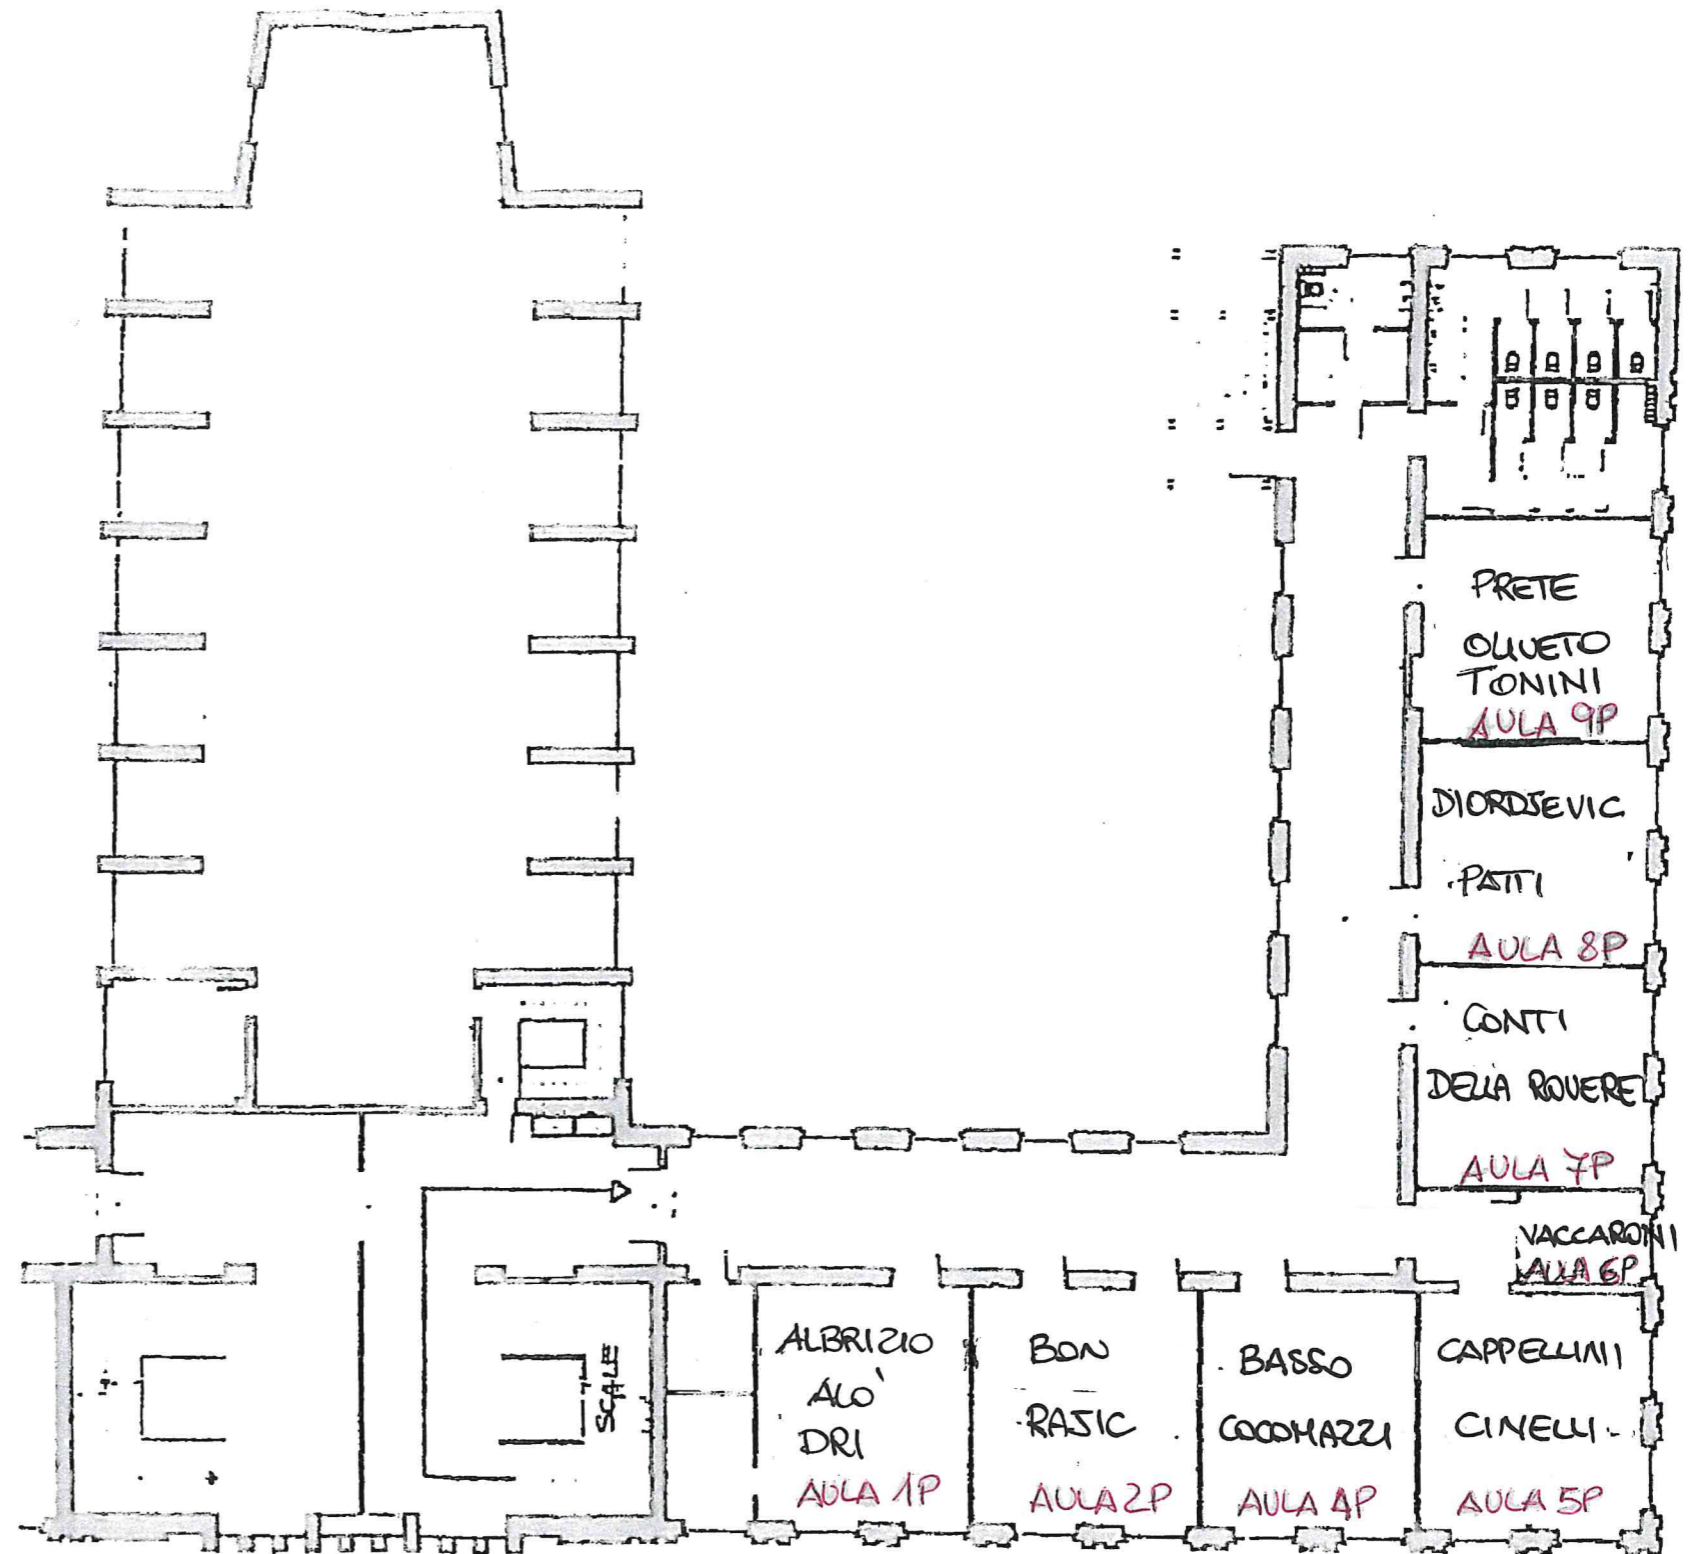 PRETE
OLIVETO
TONINI
AULA 9P
DIORDJEVIC
PATTI
AULA 8P
CONTI
DELLA ROVERE
AULA 7P
VACCARONI
AULA 6P
SCALE
ALBRIZIO
ALO'
DRI
AULA 1P
BON
RAJIC
AULA 2P
BASSO
COCOMAZZI
AULA 4P
CAPPELLINI
CINELLI
AULA 5P